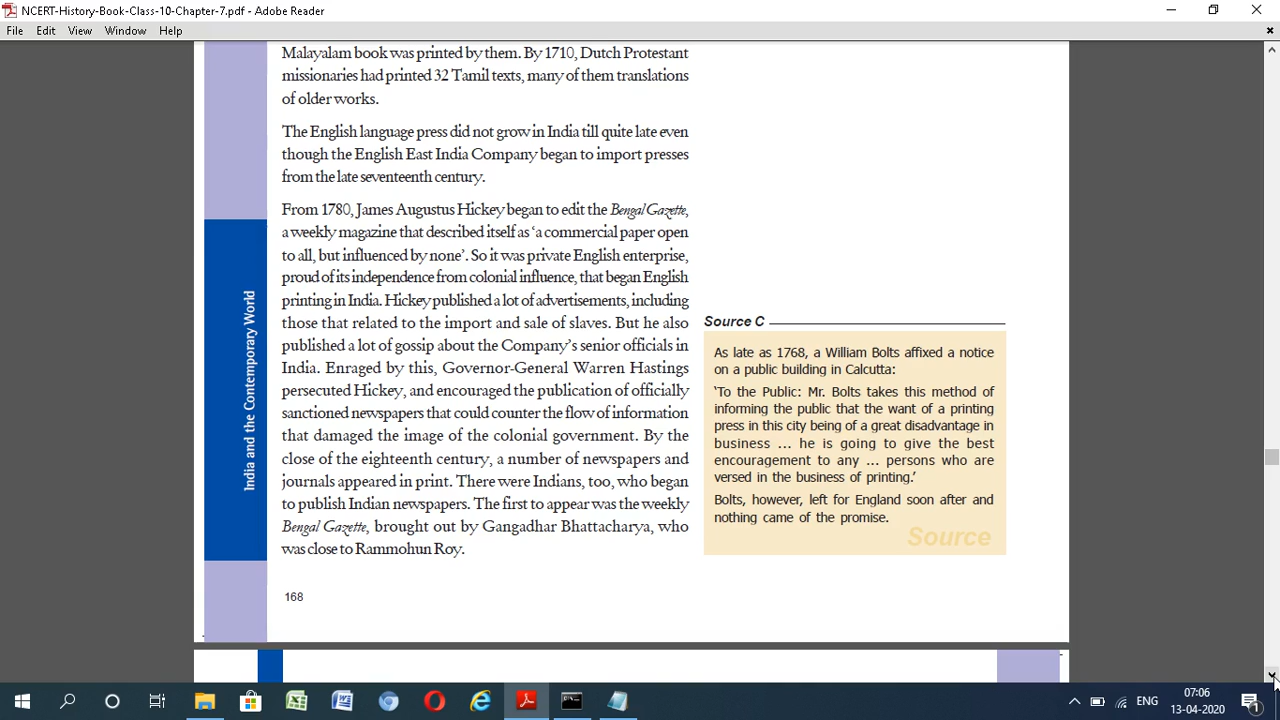 NCERT-History-Book-Class-10-Chapter-7.pdf - Adobe Reader
File Edit View Window Help
Malayalam book was printed by them. By 1710, Dutch Protestant
missionaries had printed 32 Tamil texts, many of them translations
of older works.
The English language press did not grow in India till quite late even
though the English East India Company began to import presses
from the late seventeenth century.
From 1780, James Augustus Hickey began to edit the Bengal Gazette,
a weekly magazine that described itself as ‘a commercial paper open
to all, but influenced by none’. So it was private English enterprise,
proud of its independence from colonial influence, that began English
printing in India. Hickey published a lot of advertisements, including
those that related to the import and sale of slaves. But he also
published a lot of gossip about the Company’s senior officials in
India. Enraged by this, Governor-General Warren Hastings
persecuted Hickey, and encouraged the publication of officially
sanctioned newspapers that could counter the flow of information
that damaged the image of the colonial government. By the
close of the eighteenth century, a number of newspapers and
journals appeared in print. There were Indians, too, who began
to publish Indian newspapers. The first to appear was the weekly
Bengal Gazette, brought out by Gangadhar Bhattacharya, who
was close to Rammohun Roy.
168
India and the Contemporary World
Source C
As late as 1768, a William Bolts affixed a notice
on a public building in Calcutta:
‘To the Public: Mr. Bolts takes this method of
informing the public that the want of a printing
press in this city being of a great disadvantage in
business ... he is going to give the best
encouragement to any ... persons who are
versed in the business of printing.’
Bolts, however, left for England soon after and
nothing came of the promise.
Source
ENG
07:06
13-04-2020
1